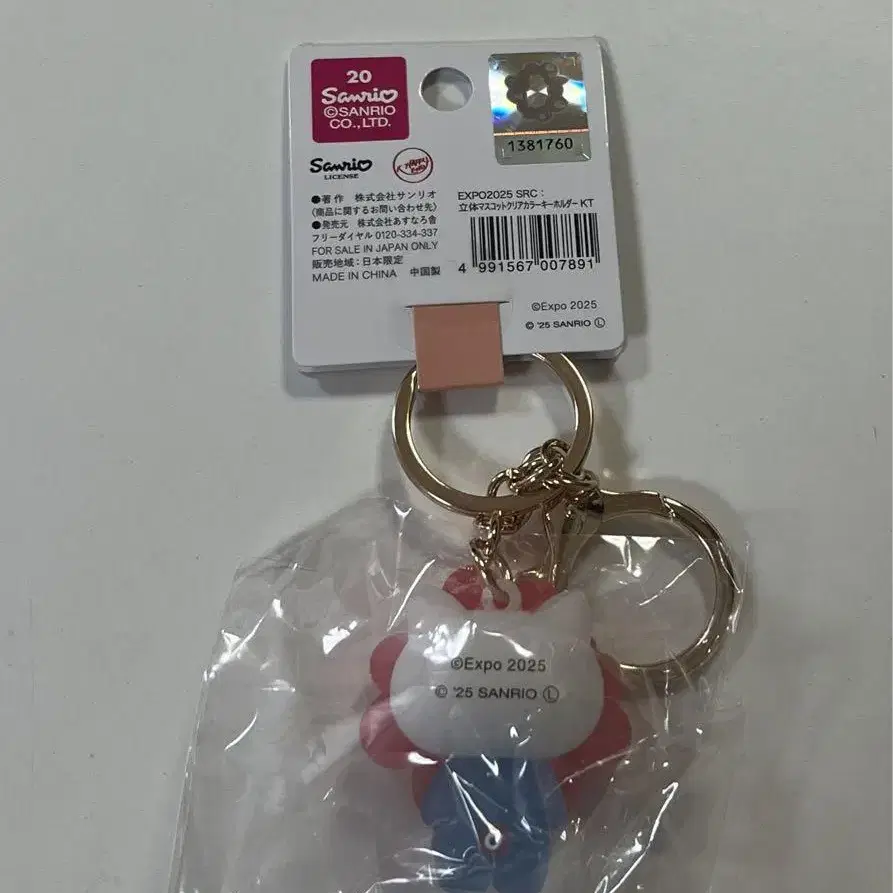 20
Sanrio
©SANRIO
CO.,LTD.
1381760
Sanrio
LICENSE
●著作 株式会社サンリオ
〈商品に関するお問い合わせ先〉
●発売元 株式会社あすなろ舎
フリーダイヤル 0120-334-337
FOR SALE IN JAPAN ONLY
販売地域:日本限定
MADE IN CHINA 中国製
EXPO2025 SRC:
立体マスコットクリアカラーキーホルダー KT
4 991567 007891
©Expo 2025
© '25 SANRIO Ⓛ
©Expo 2025
© '25 SANRIO Ⓛ